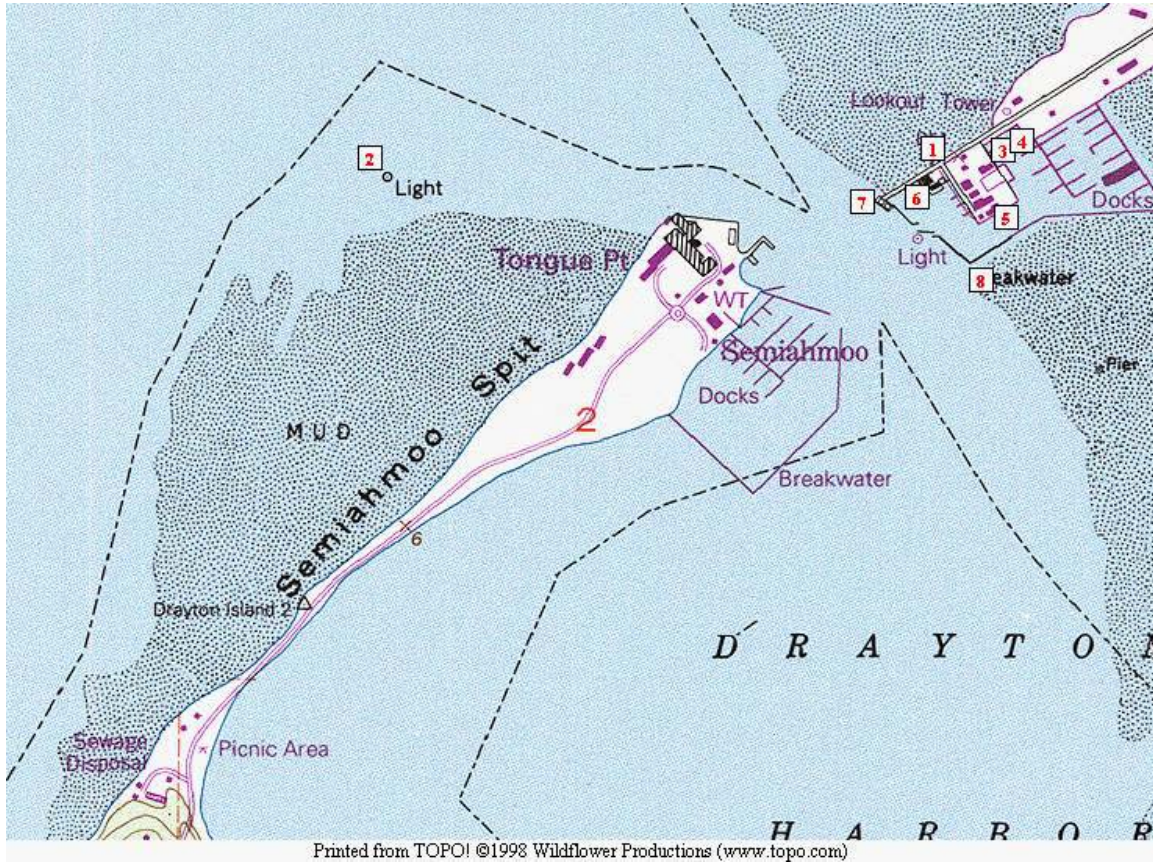 Lookout Tower
1
3
4
2
Light
7
6
5
Docks
Light
8
eakwater
Tongue Pt
WT
Semiahmoo
Docks
Pier
2
MUD
Semiahmoo Spit
Breakwater
6
Drayton Island 2
DRAYTON
Sewage
Disposal
Picnic Area
HARBOR
Printed from TOPO! ©1998 Wildflower Productions (www.topo.com)